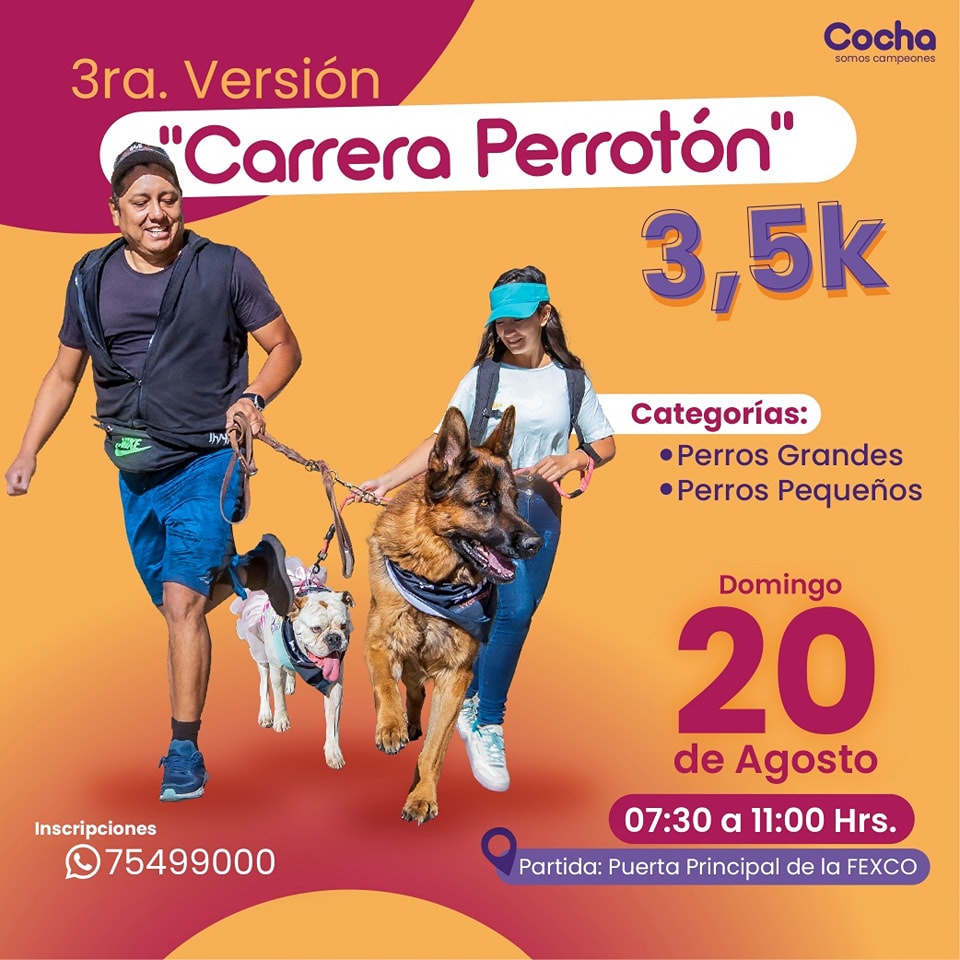 Cocha
somos campeones
3ra. Versión
"Carrera Perrotón"
3,5k
Categorías:
•Perros Grandes
•Perros Pequeños
Domingo
20
de Agosto
07:30 a 11:00 Hrs.
Partida: Puerta Principal de la FEXCO
Inscripciones
75499000
NIKE